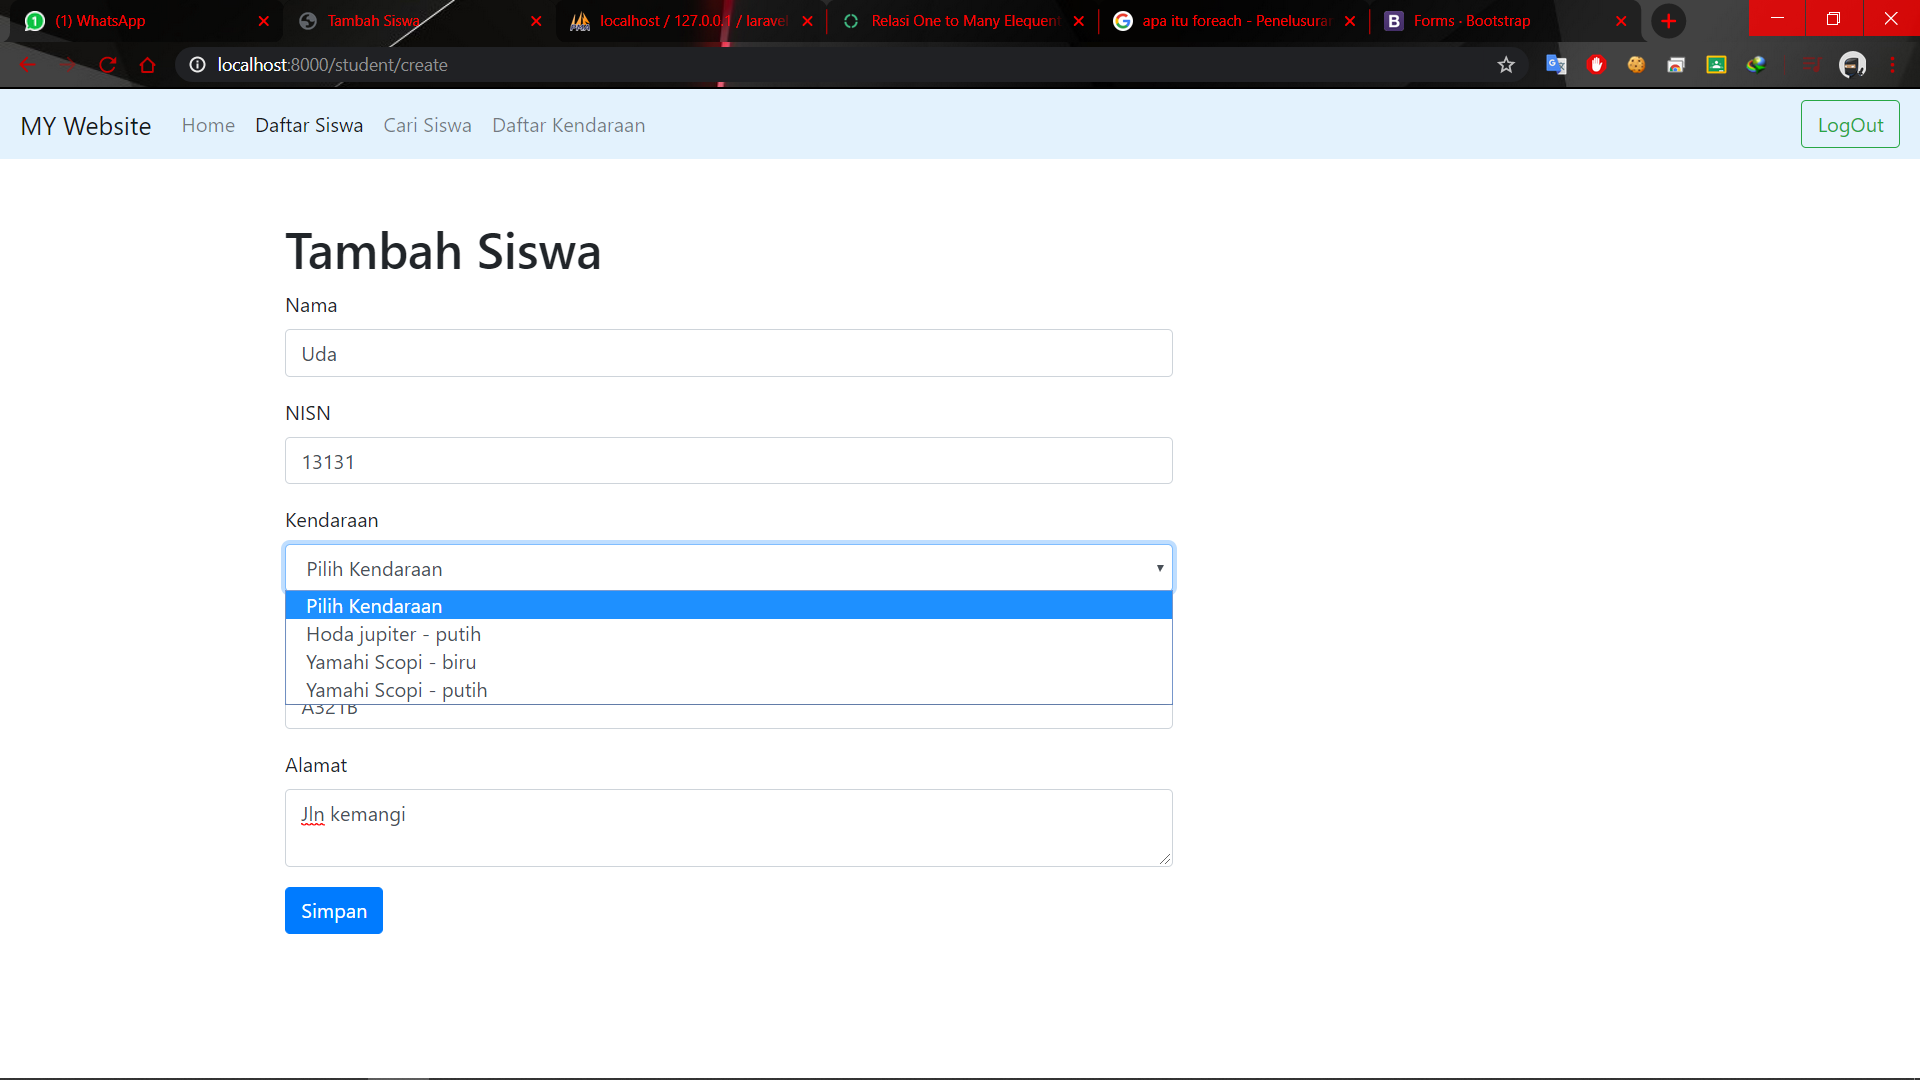 (1) WhatsApp
Tambah Siswa
localhost / 127.0.0.1 / laravel
Relasi One to Many Elequent
apa itu foreach - Penelusuran
Forms · Bootstrap
localhost:8000/student/create
MY Website
Home
Daftar Siswa
Cari Siswa
Daftar Kendaraan
LogOut
Tambah Siswa
Nama
Uda
NISN
13131
Kendaraan
Pilih Kendaraan
Pilih Kendaraan
Hoda jupiter - putih
Yamahi Scopi - biru
Yamahi Scopi - putih
A321B
Alamat
Jln kemangi
Simpan